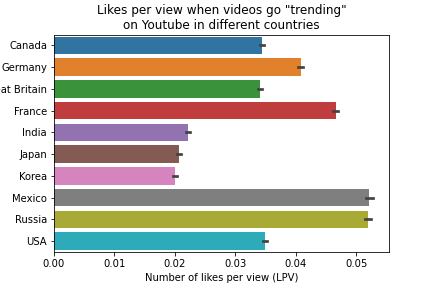 Likes per view when videos go "trending"
on Youtube in different countries
Canada
Germany
at Britain
France
India
Japan
Korea
Mexico
Russia
USA
0.00 0.01 0.02 0.03 0.04 0.05
Number of likes per view (LPV)